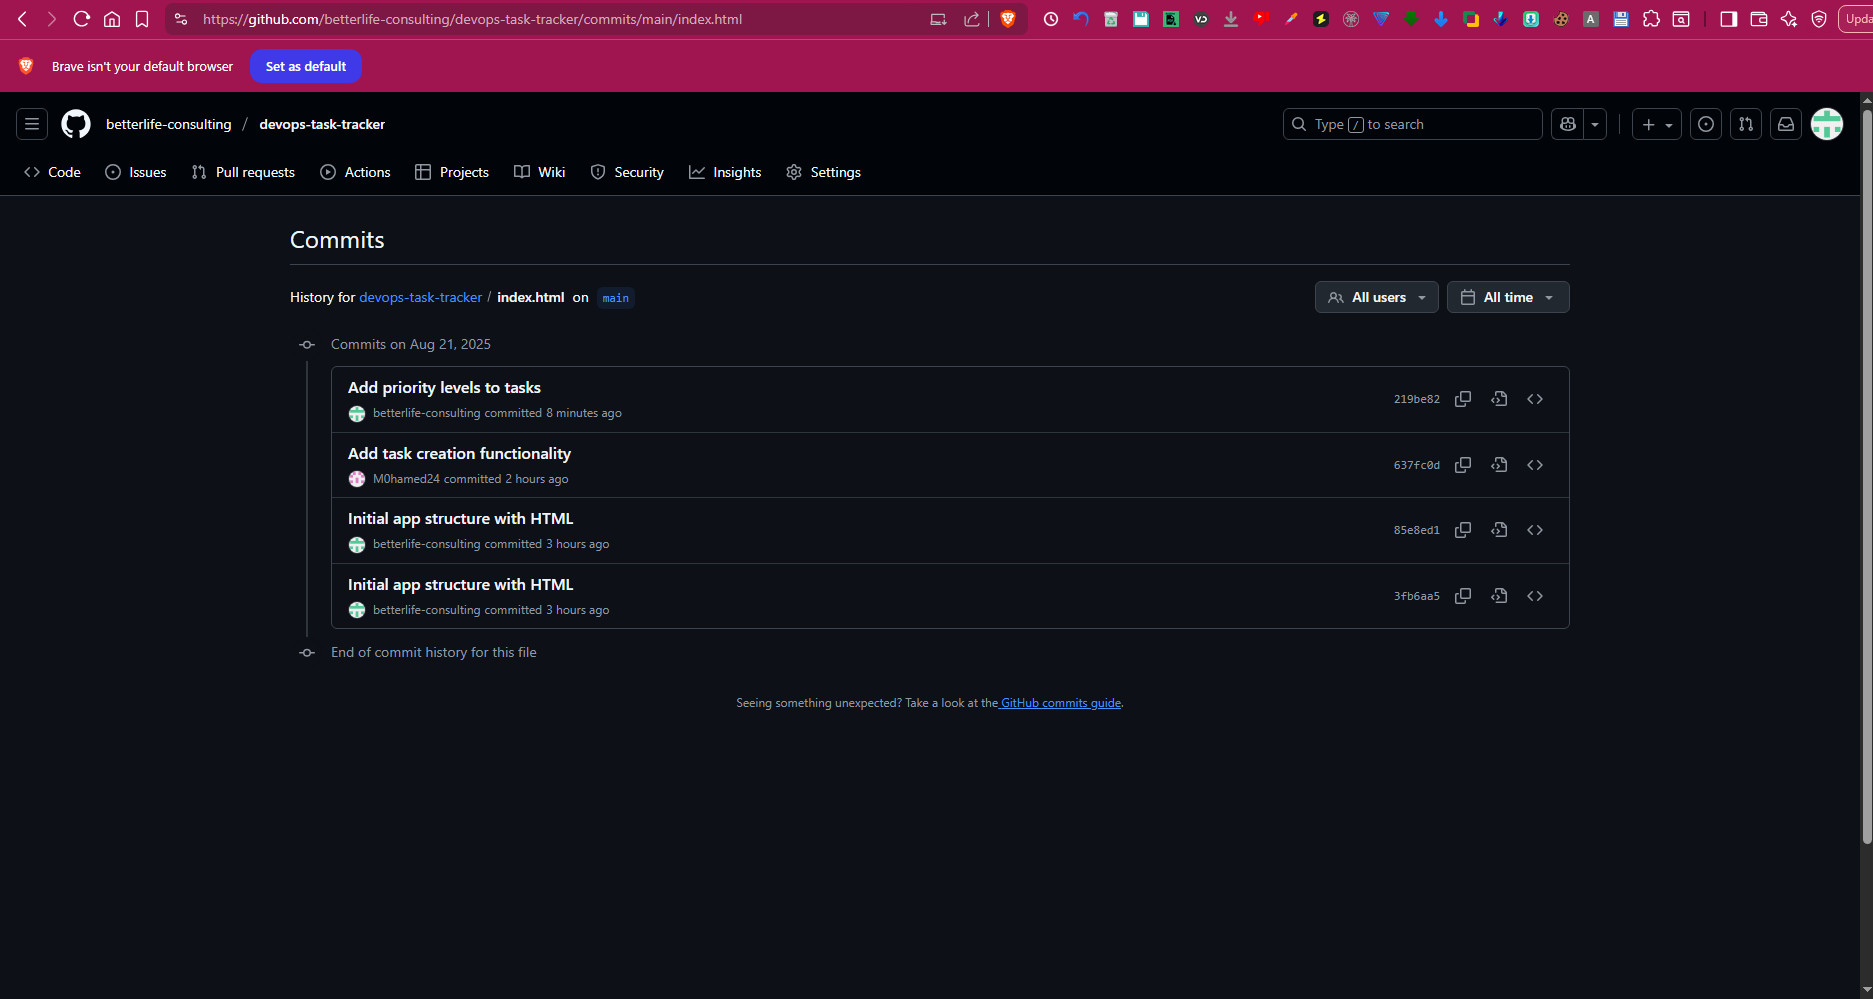 https://github.com/betterlife-consulting/devops-task-tracker/commits/main/index.html
VD
A
Upda
Brave isn't your default browser
Set as default
betterlife-consulting / devops-task-tracker
Type / to search
Code
Issues
Pull requests
Actions
Projects
Wiki
Security
Insights
Settings
Commits
History for devops-task-tracker / index.html on main
All users
All time
Commits on Aug 21, 2025
Add priority levels to tasks
betterlife-consulting committed 8 minutes ago
219be82
Add task creation functionality
M0hamed24 committed 2 hours ago
637fc0d
Initial app structure with HTML
betterlife-consulting committed 3 hours ago
85e8ed1
Initial app structure with HTML
betterlife-consulting committed 3 hours ago
3fb6aa5
End of commit history for this file
Seeing something unexpected? Take a look at the GitHub commits guide.